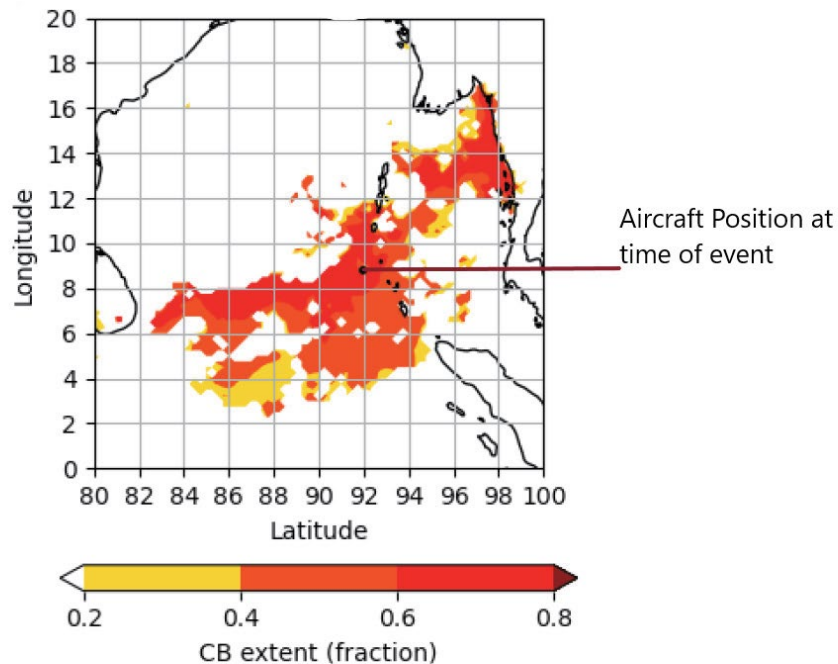 20
18
16
14
12
10
8
6
4
2
0
Longitude
80 82 84 86 88 90 92 94 96 98 100
Latitude
Aircraft Position at
time of event
0.2 0.4 0.6 0.8
CB extent (fraction)